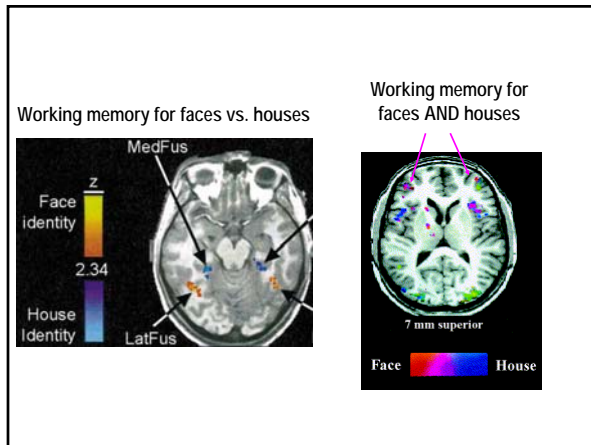 Working memory for faces vs. houses
MedFus
z
Face
identity
2.34
House
Identity
LatFus
Working memory for
faces AND houses
7 mm superior
Face House